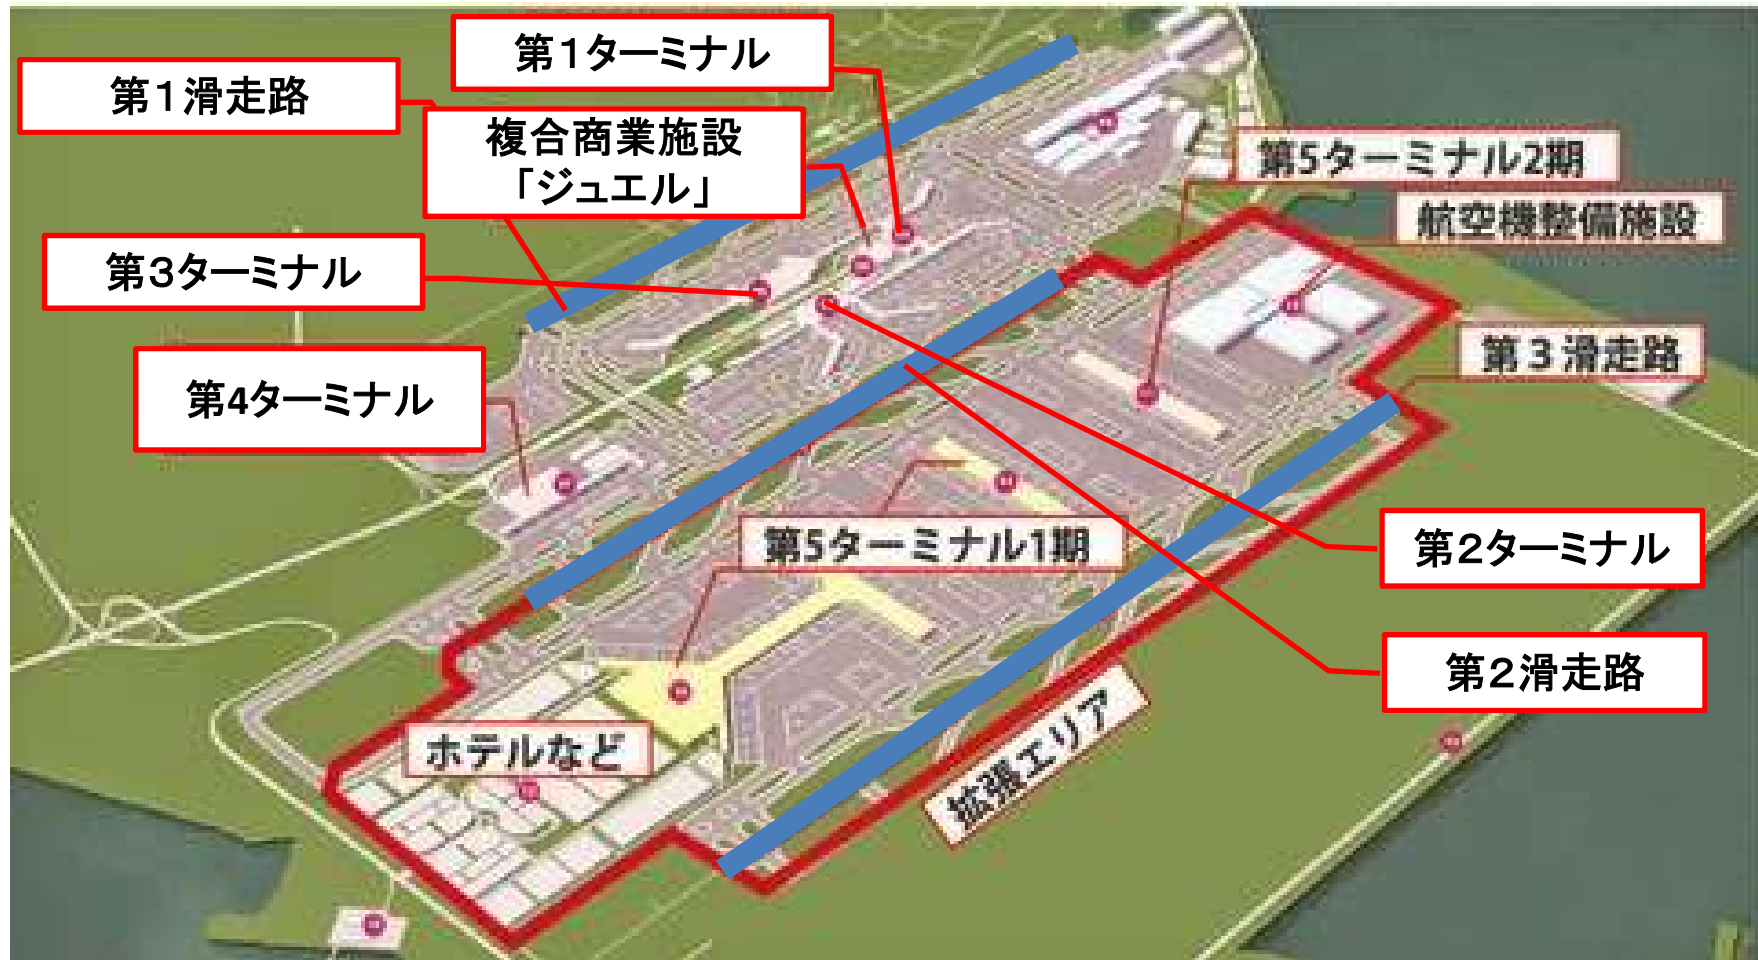 第1ターミナル
第１滑走路
複合商業施設
「ジュエル」
第5ターミナル2期
航空機整備施設
第3ターミナル
第３滑走路
第4ターミナル
第5ターミナル1期
第2ターミナル
第２滑走路
ホテルなど
拡張エリア